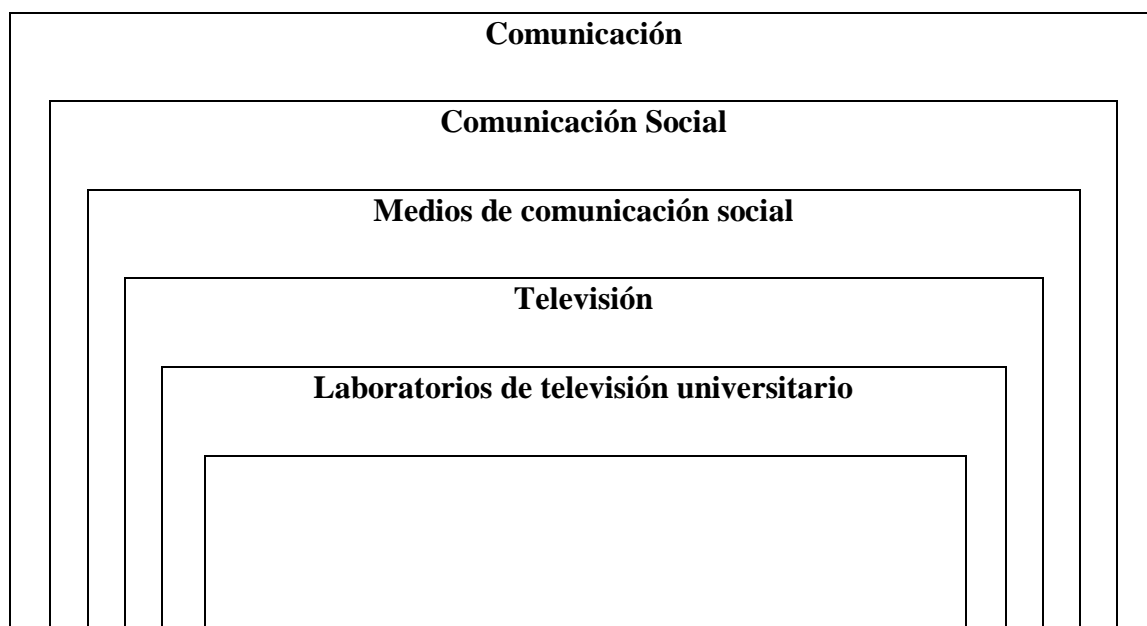 Comunicación
Comunicación Social
Medios de comunicación social
Televisión
Laboratorios de televisión universitario